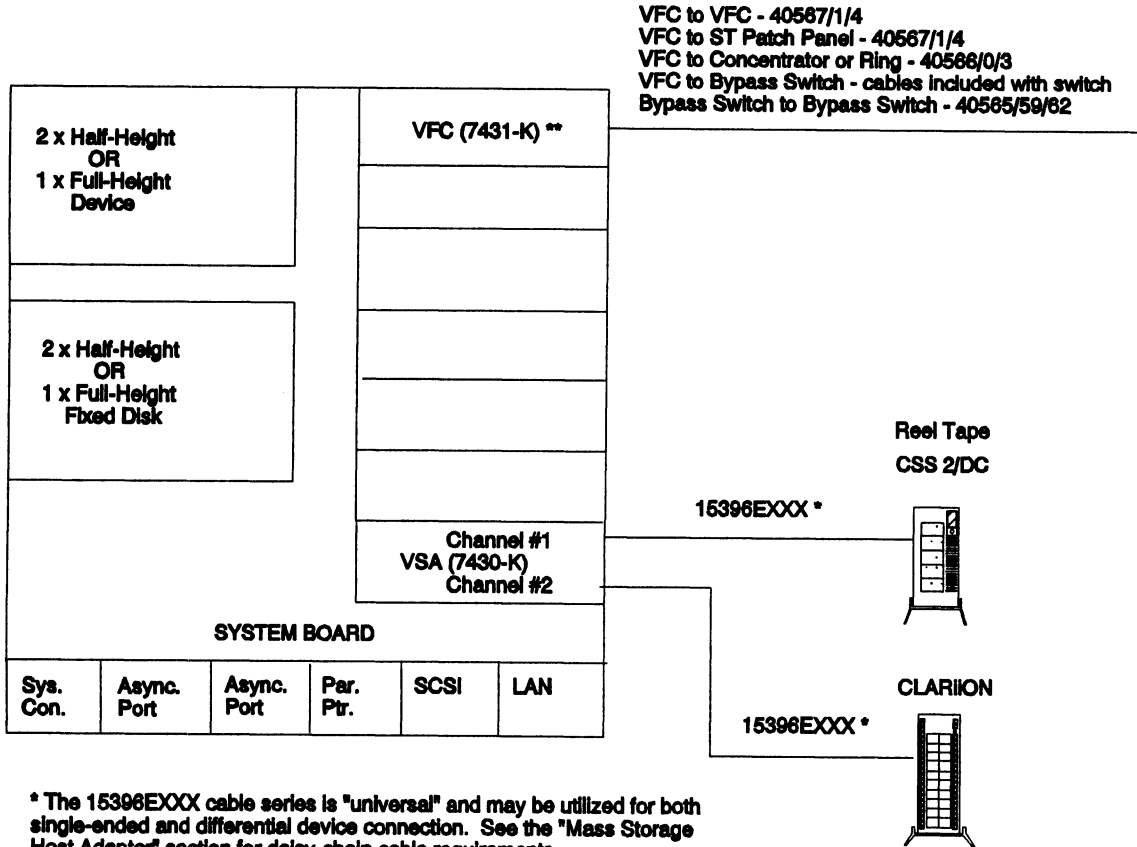 VFC to VFC - 40567/1/4
VFC to ST Patch Panel - 40567/1/4
VFC to Concentrator or Ring - 40566/0/3
VFC to Bypass Switch - cables included with switch
Bypass Switch to Bypass Switch - 40565/59/62
2 x Half-Height
OR
1 x Full-Height
Device
VFC (7431-K) **
2 x Half-Height
OR
1 x Full-Height
Fixed Disk
Reel Tape
CSS 2/DC
15396EXXX *
Channel #1
VSA (7430-K)
Channel #2
SYSTEM BOARD
Sys.
Con.
Async.
Port
Async.
Port
Par.
Ptr.
SCSI
LAN
CLARiiON
15396EXXX *
* The 15396EXXX cable series is "universal" and may be utilized for both
single-ended and differential device connection. See the "Mass Storage
Host Adapter" section for daisy-chain cable requirements